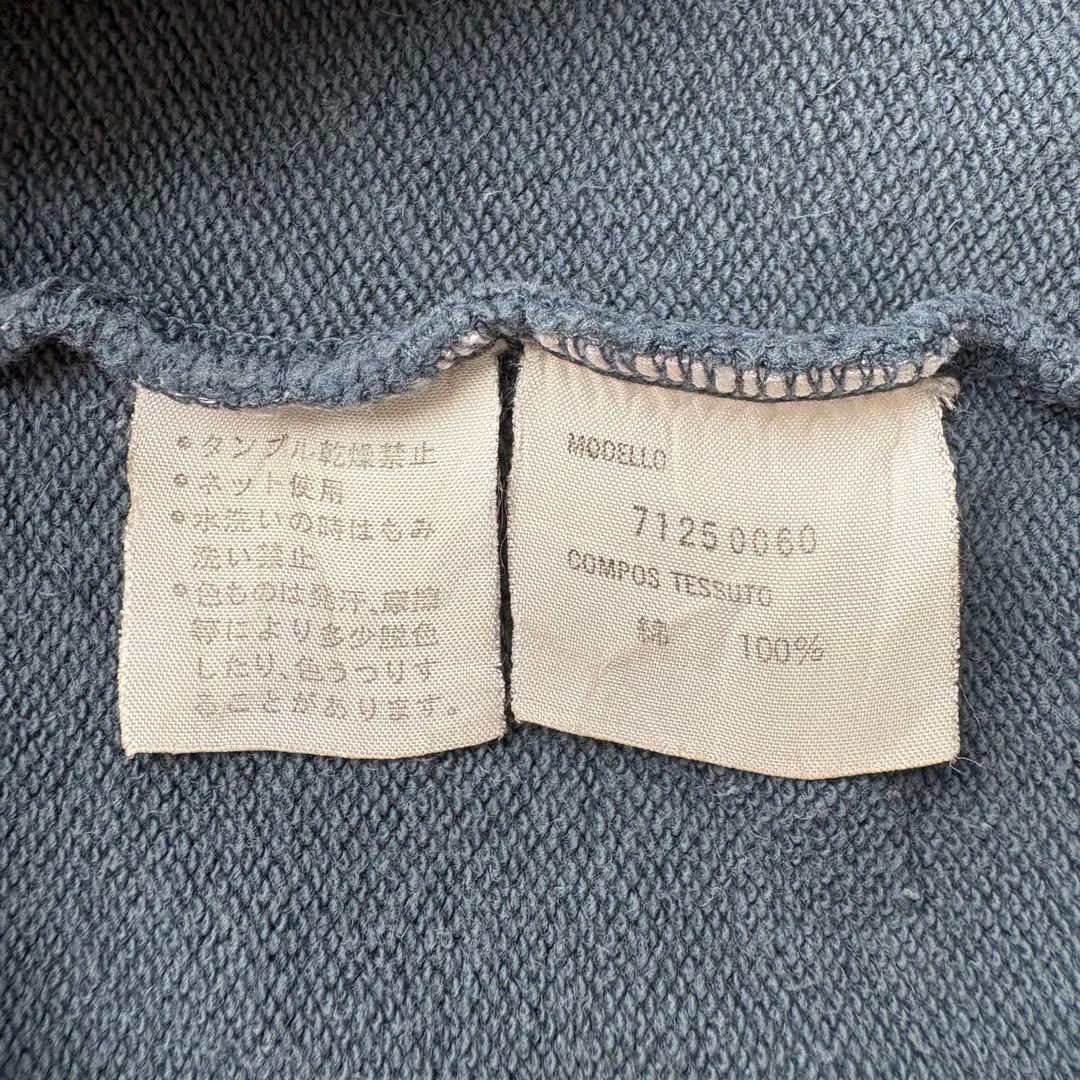 ●タンブル乾燥禁止
●ネット使用
●水洗いの時はもみ
洗い禁止
●色ものは発汗、摩擦
等により多少脱色
したり、色うつりす
ることがあります。
MODELLO
71250060
COMPOS TESSUTO
綿 100%